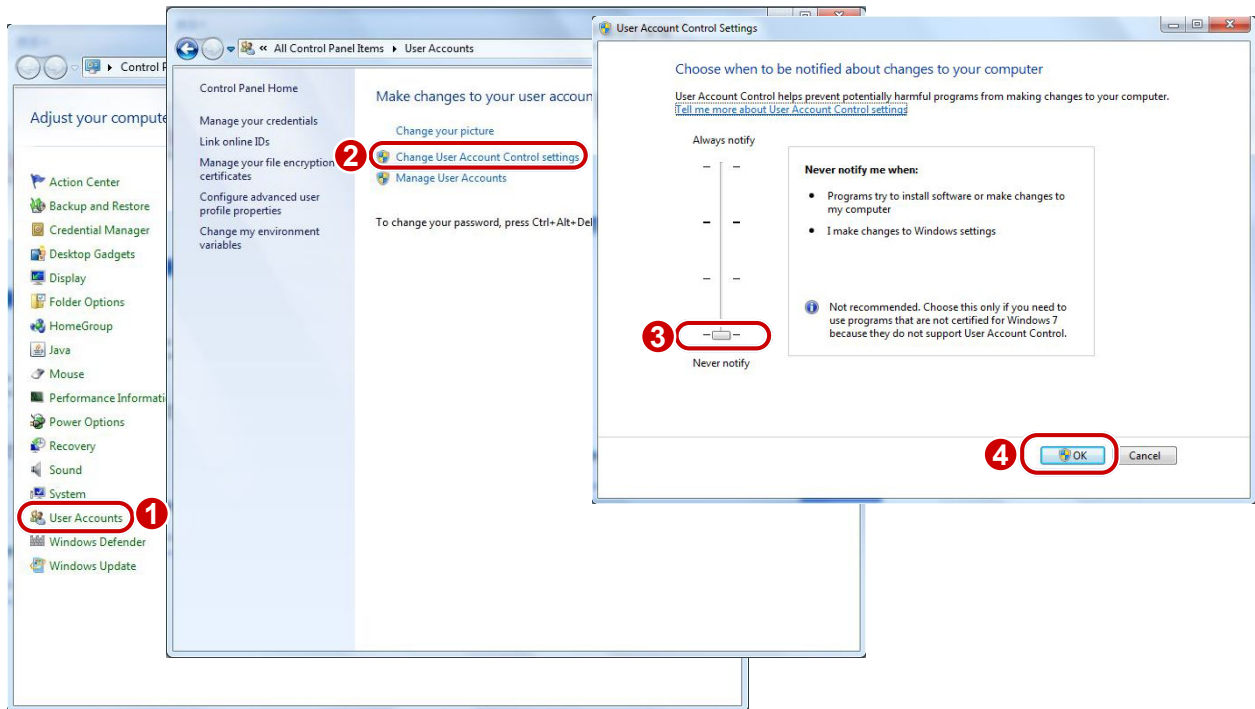 Control P
Adjust your compute
Action Center
Backup and Restore
Credential Manager
Desktop Gadgets
Display
Folder Options
HomeGroup
Java
Mouse
Performance Informati
Power Options
Recovery
Sound
System
User Accounts
1
Windows Defender
Windows Update
« All Control Panel Items ▸ User Accounts
Control Panel Home
Manage your credentials
Link online IDs
Manage your file encryption
certificates
Configure advanced user
profile properties
Change my environment
variables
Make changes to your user accoun
Change your picture
2
Change User Account Control settings
Manage User Accounts
To change your password, press Ctrl+Alt+Del
User Account Control Settings
Choose when to be notified about changes to your computer
User Account Control helps prevent potentially harmful programs from making changes to your computer.
Tell me more about User Account Control settings
Always notify
Never notify me when:
• Programs try to install software or make changes to
my computer
• I make changes to Windows settings
Not recommended. Choose this only if you need to
use programs that are not certified for Windows 7
because they do not support User Account Control.
3
Never notify
4
OK
Cancel